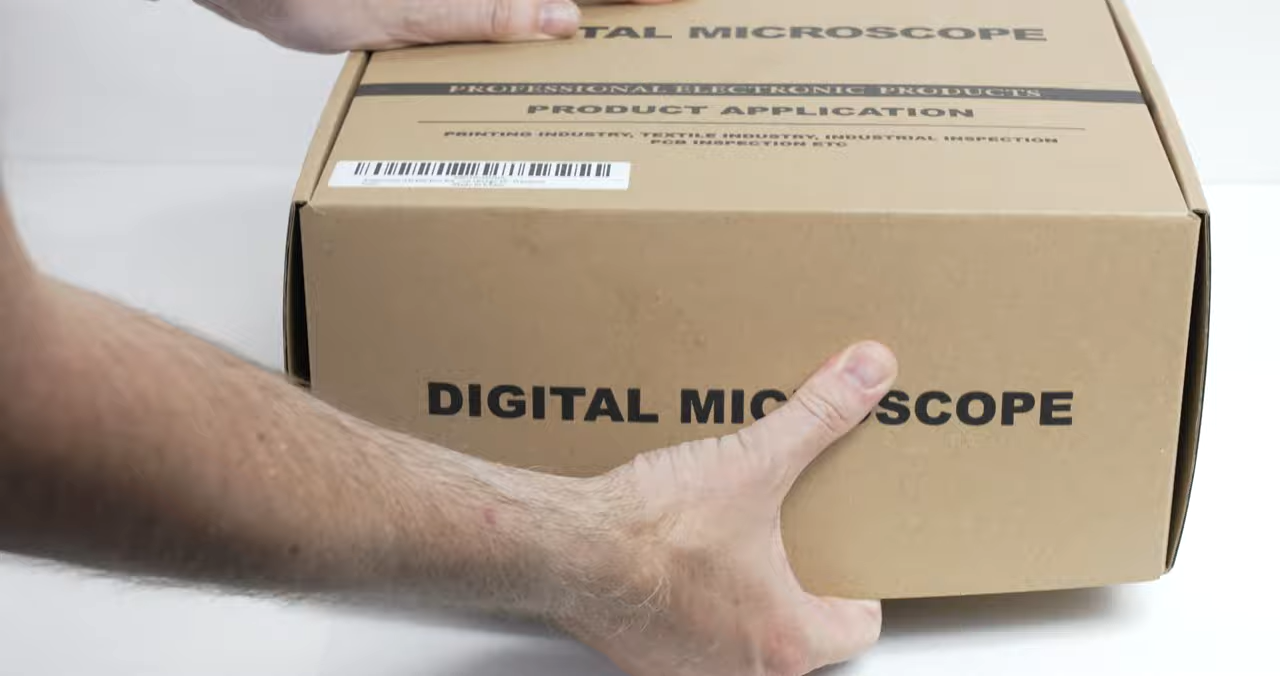 TAL MICROSCOPE
PROFESSIONAL ELECTRONIC PRODUCTS
PRODUCT APPLICATION
PRINTING INDUSTRY, TEXTILE INDUSTRY, INDUSTRIAL INSPECTION
PCB INSPECTION ETC
DIGITAL MIC SCOPE